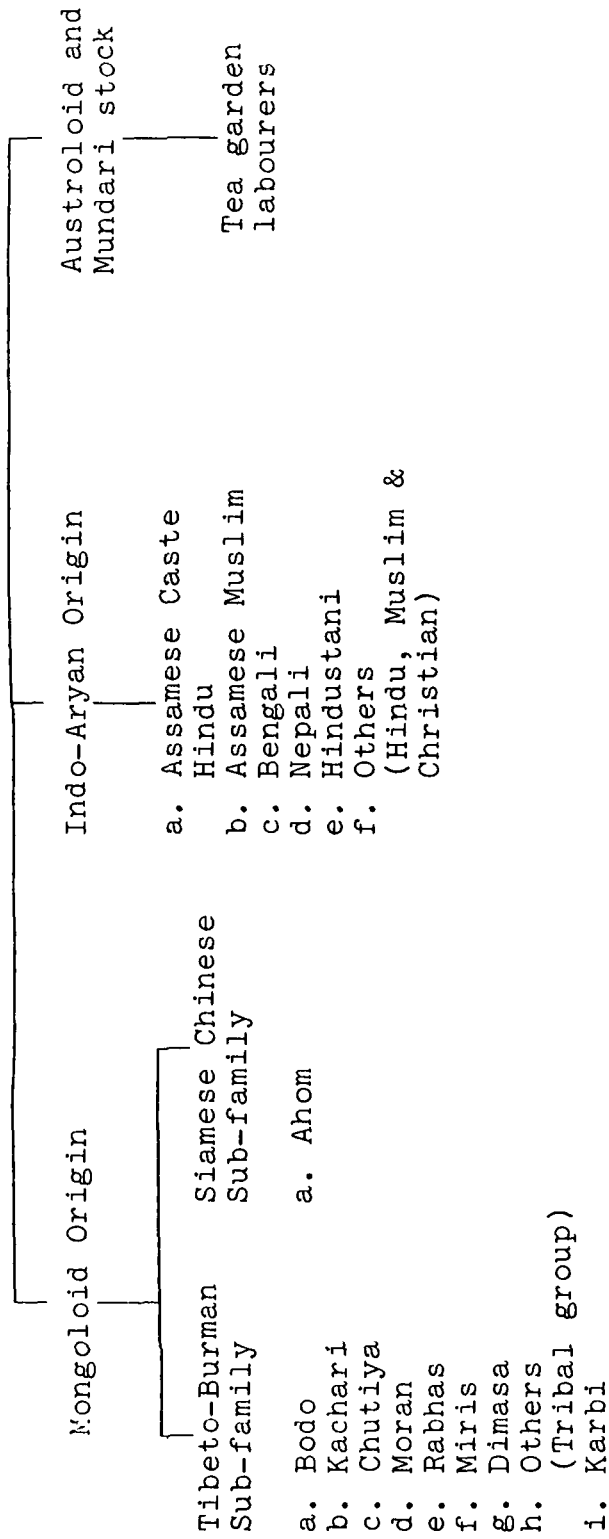 Mongoloid Origin
Tibeto-Burman
Sub-family
a. Bodo
b. Kachari
c. Chutiya
d. Moran
e. Rabhas
f. Miris
g. Dimasa
h. Others
(Tribal group)
i. Karbi
Siamese Chinese
Sub-family
a. Ahom
Indo-Aryan Origin
a. Assamese Caste
Hindu
b. Assamese Muslim
c. Bengali
d. Nepali
e. Hindustani
f. Others
(Hindu, Muslim &
Christian)
Austroloid and
Mundari stock
Tea garden
labourers